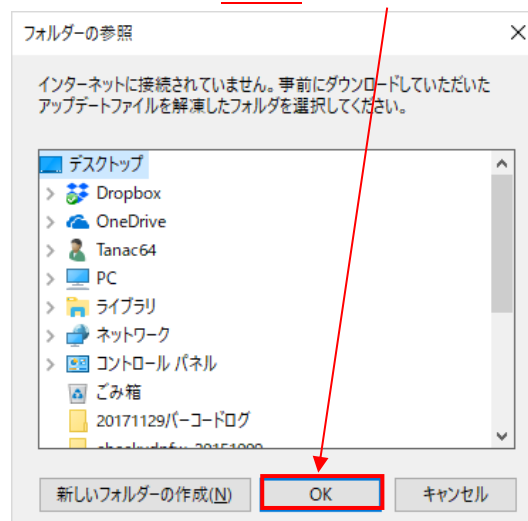 フォルダーの参照
インターネットに接続されていません。事前にダウンロードしていただいた
アップデートファイルを解凍したフォルダを選択してください。
デスクトップ
Dropbox
OneDrive
Tanac64
PC
ライブラリ
ネットワーク
コントロール パネル
ごみ箱
20171129バーコードログ
新しいフォルダーの作成(N)
OK
キャンセル